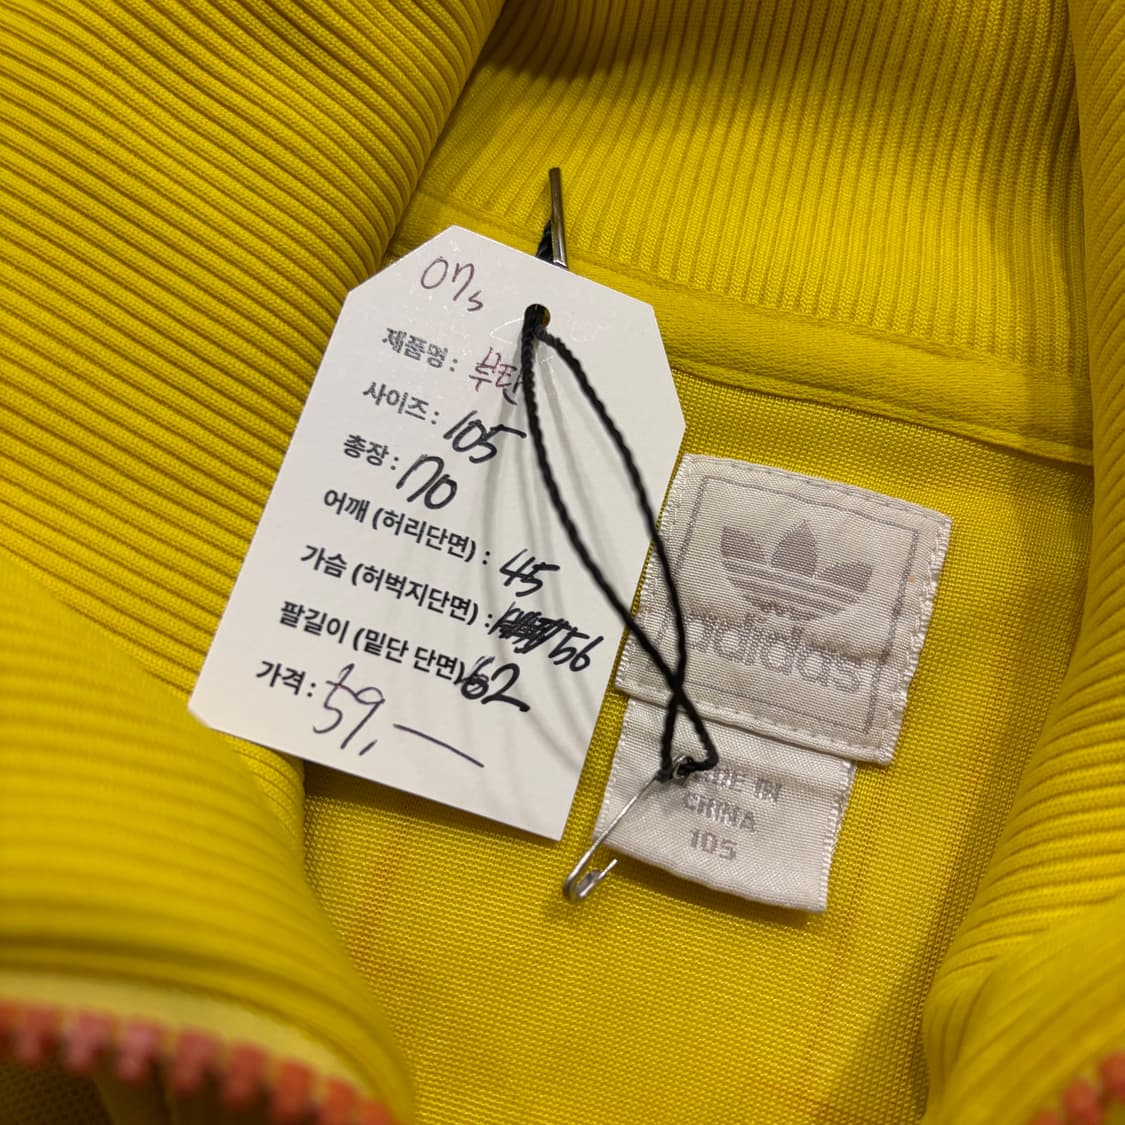 제품명 : 부탄
사이즈 : 105
총장 : 70
어깨 (허리단면) : 45
가슴 (허벅지단면) : 56
팔길이 (밑단 단면) 62
가격 : 59,—
adidas
MADE IN
CHINA
105